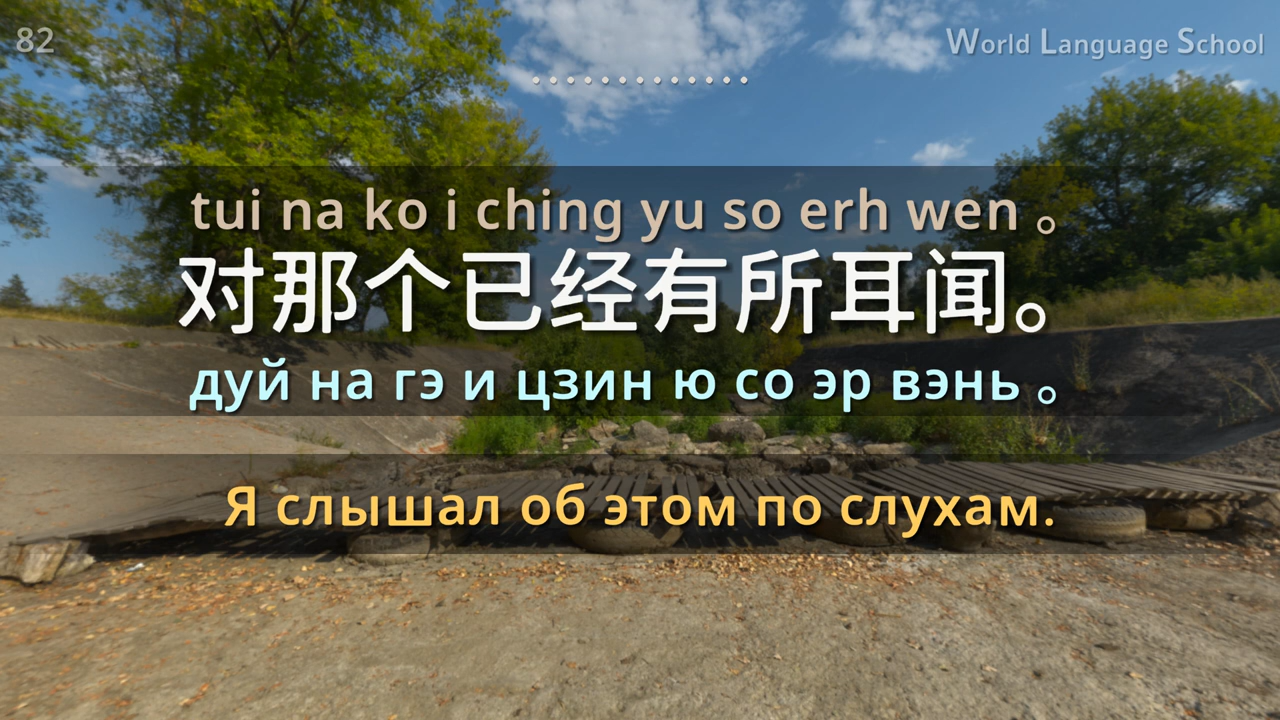 82
World Language School
tui na ko i ching yu so erh wen 。
对那个已经有所耳闻。
дуй на гэ и цзин ю со эр вэнь 。
Я слышал об этом по слухам.